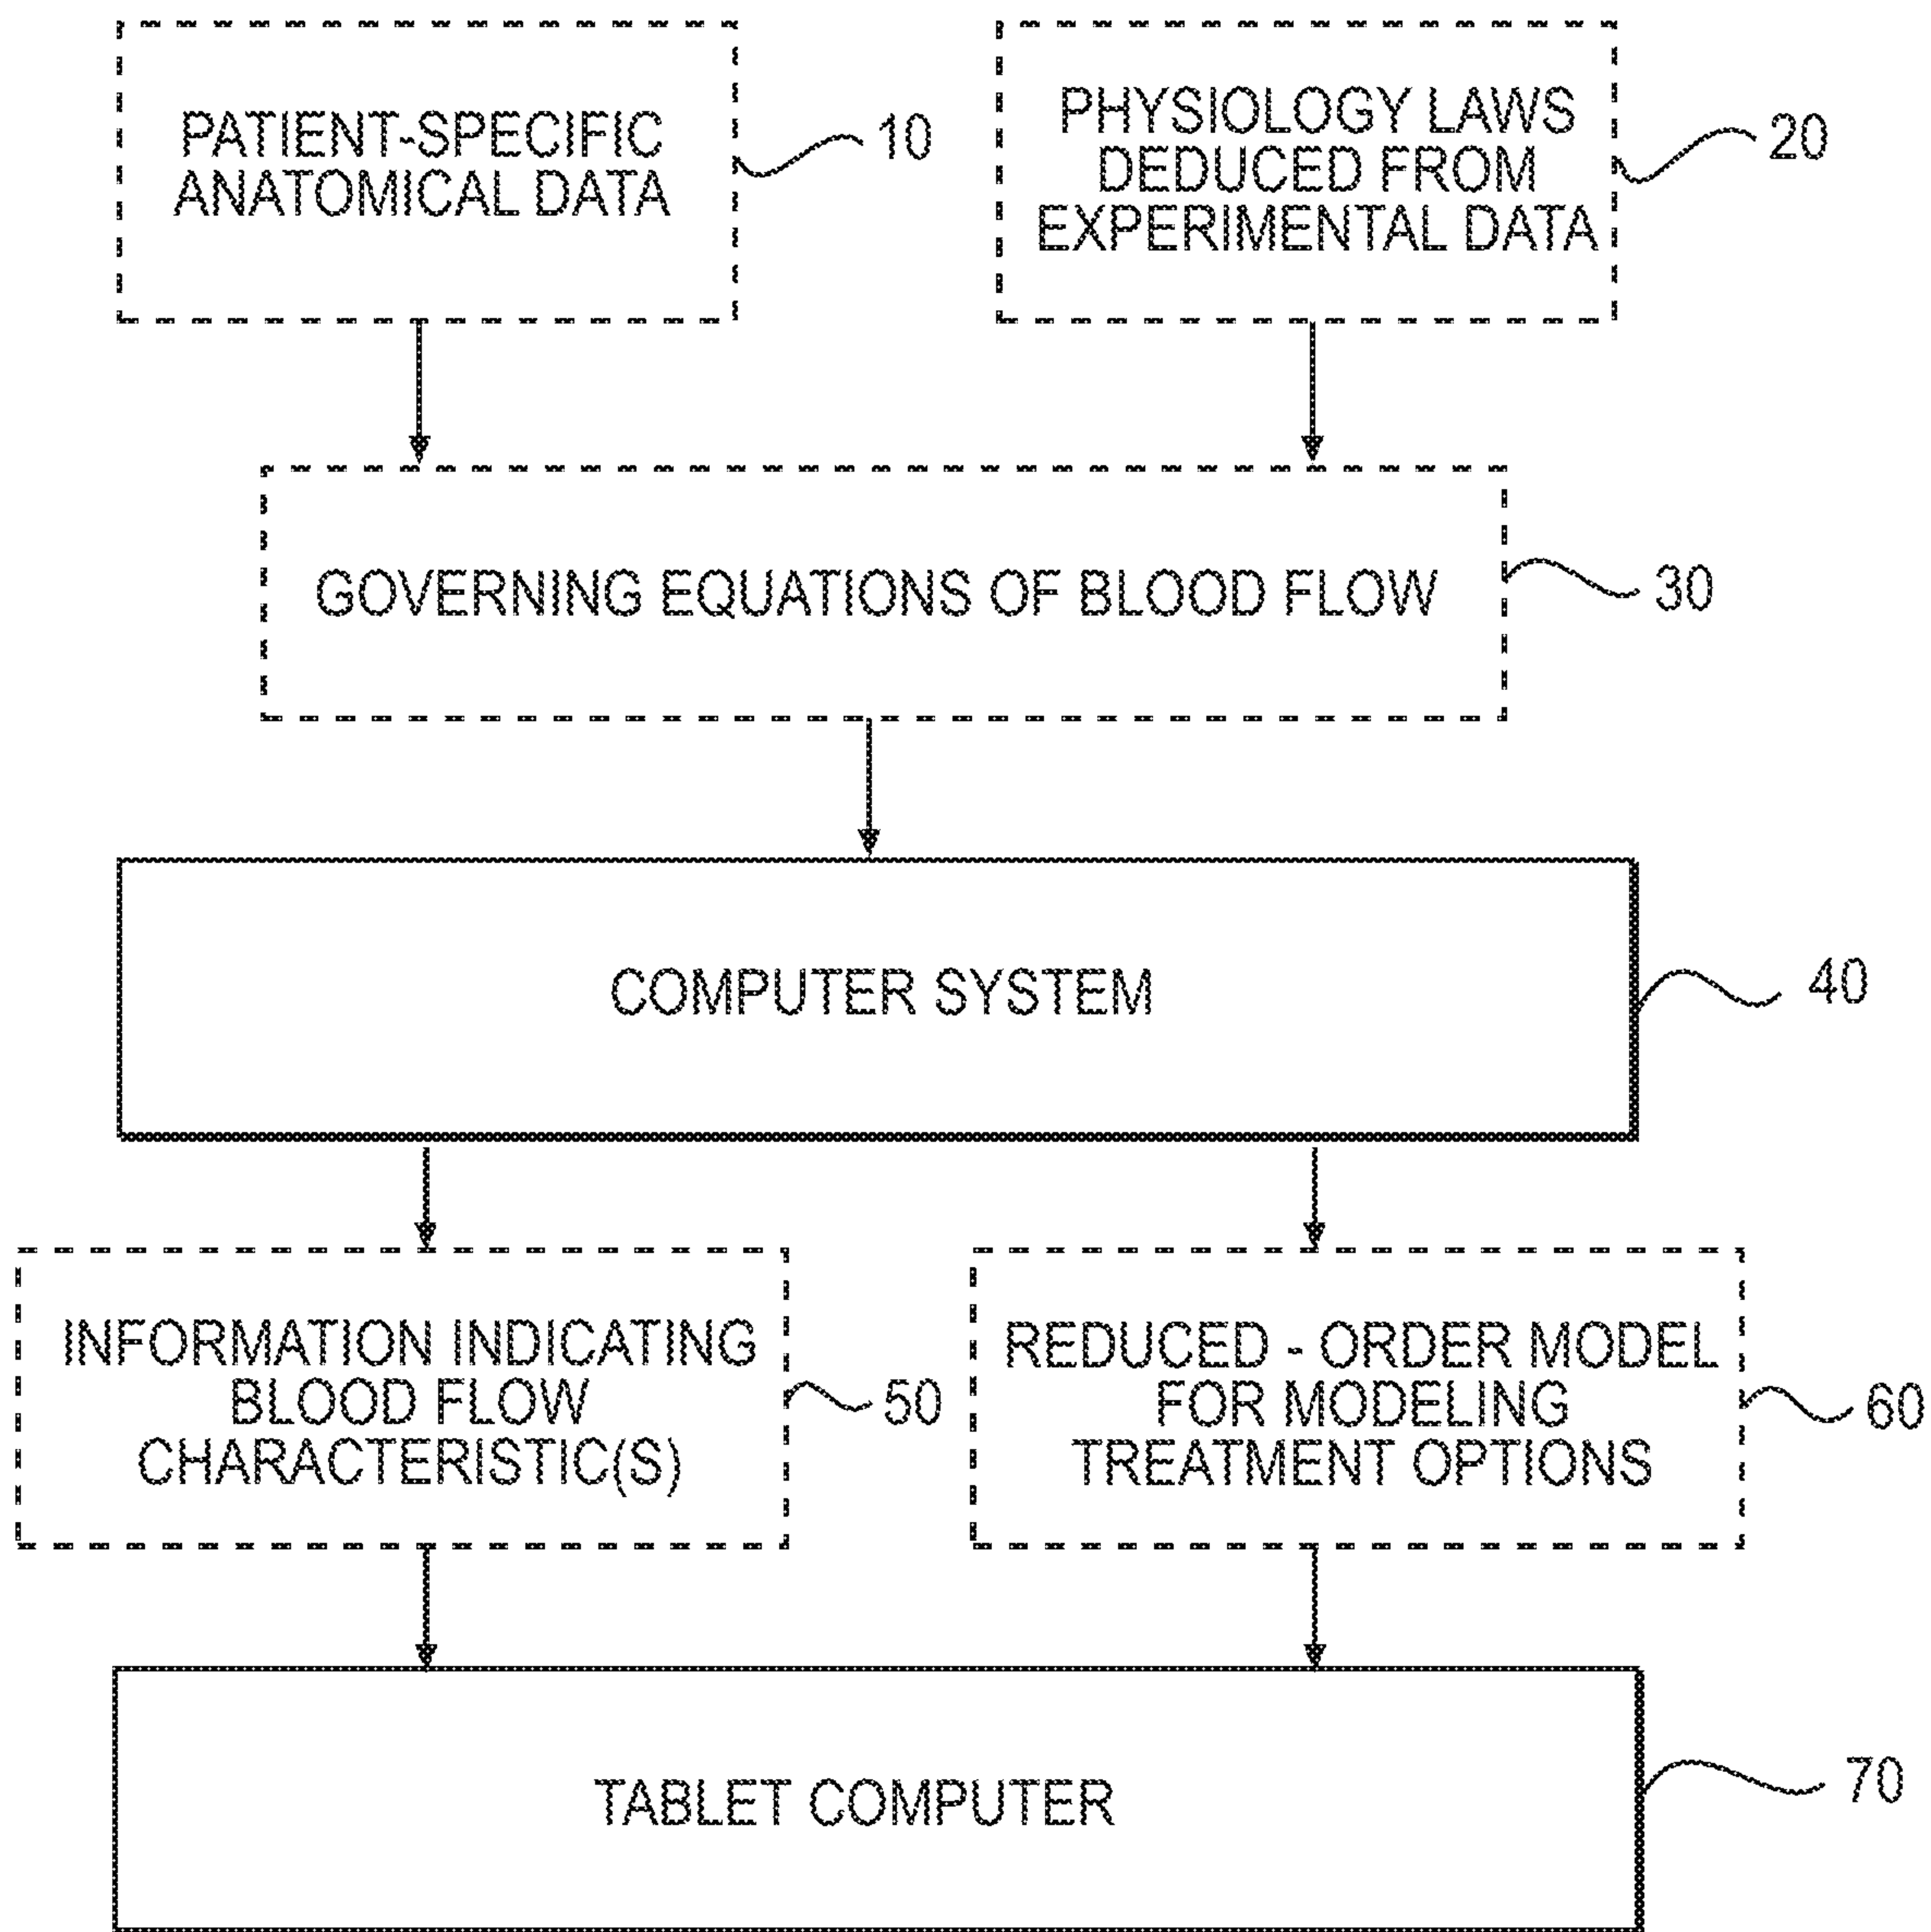 PATIENT-SPECIFIC
ANATOMICAL DATA
10
PHYSIOLOGY LAWS
DEDUCED FROM
EXPERIMENTAL DATA
20
GOVERNING EQUATIONS OF BLOOD FLOW
30
COMPUTER SYSTEM
40
INFORMATION INDICATING
BLOOD FLOW
CHARACTERISTIC(S)
50
REDUCED - ORDER MODEL
FOR MODELING
TREATMENT OPTIONS
60
TABLET COMPUTER
70